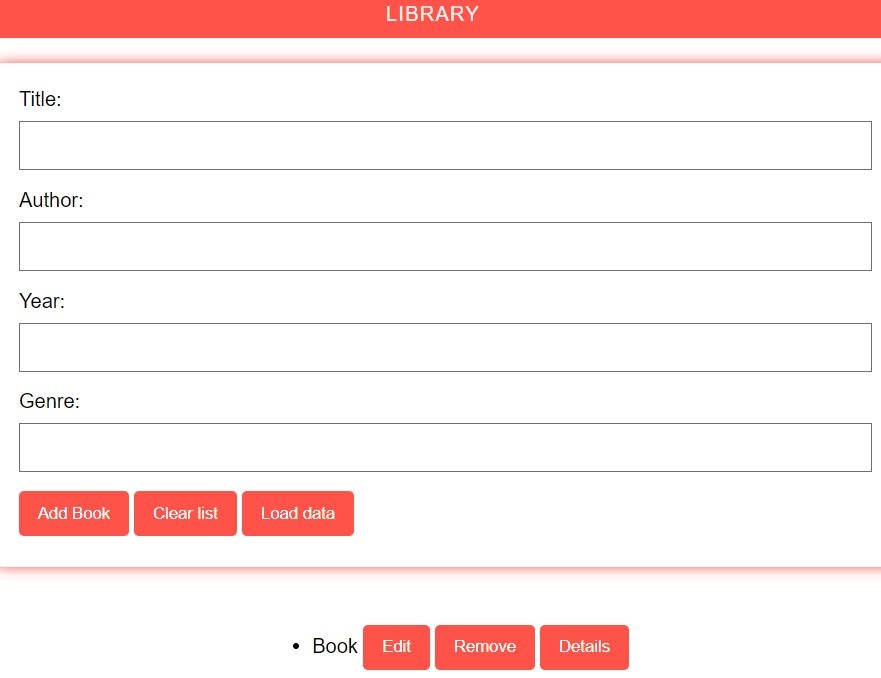 LIBRARY
Title:
Author:
Year:
Genre:
Add Book Clear list Load data
• Book Edit Remove Details